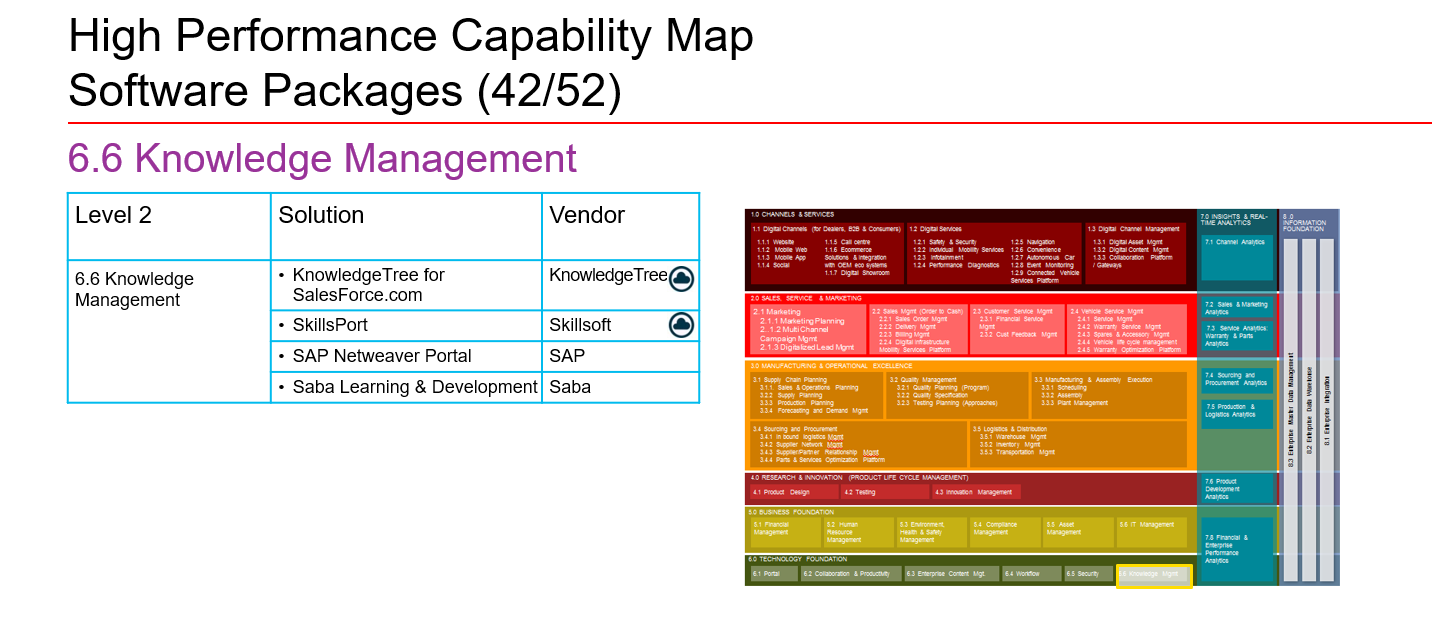 High Performance Capability Map
Software Packages (42/52)
6.6 Knowledge Management
Level 2
Solution
Vendor
6.6 Knowledge
Management
• KnowledgeTree for
SalesForce.com
KnowledgeTree
• SkillsPort
Skillsoft
• SAP Netweaver Portal
SAP
• Saba Learning & Development
Saba
1.0 CHANNELS & SERVICES
1.1 Digital Channels (for Dealers, B2B & Consumers)
1.1.1 Website
1.1.2 Mobile Web
1.1.3 Mobile App
1.1.4 Social
1.1.5 Call centre
1.1.6 Ecommerce
Solutions & Integration
with OEM eco systems
1.1.7 Digital Showroom
1.2 Digital Services
1.2.1 Safety & Security
1.2.2 Individual Mobility Services
1.2.3 Infotainment
1.2.4 Performance Diagnostics
1.2.5 Navigation
1.2.6 Convenience
1.2.7 Autonomous Car
1.2.8 Event Monitoring
1.2.9 Connected Vehicle
Services Platform
1.3 Digital Channel Management
1.3.1 Digital Asset Mgmt
1.3.2 Digital Content Mgmt
1.3.3 Collaboration Platform
/ Gateways
2.0 SALES, SERVICE & MARKETING
2.1 Marketing
2.1.1 Marketing Planning
2..1.2 Multi Channel
Campaign Mgmt
2.1.3 Digitalized Lead Mgmt
2.2 Sales Mgmt (Order to Cash)
2.2.1 Sales Order Mgmt
2.2.2 Delivery Mgmt
2.2.3 Billing Mgmt
2.2.4 Digital Infrastructure
Mobility Services Platform
2.3 Customer Service Mgmt
2.3.1 Financial Service
Mgmt
2.3.2 Cust Feedback Mgmt
2.4 Vehicle Service Mgmt
2.4.1 Service Mgmt
2.4.2 Warranty Service Mgmt
2.4.3 Spares & Accessory Mgmt
2.4.4 Vehicle life cycle management
2.4.5 Warranty Optimization Platform
3.0 MANUFACTURING & OPERATIONAL EXCELLENCE
3.1 Supply Chain Planning
3.1.1. Sales & Operations Planning
3.2.2 Supply Planning
3.3.3 Production Planning
3.3.4 Forecasting and Demand Mgmt
3.2 Quality Management
3.2.1 Quality Planning (Program)
3.2.2 Quality Specification
3.2.3 Testing Planning (Approaches)
3.3 Manufacturing & Assembly Execution
3.3.1 Scheduling
3.3.2 Assembly
3.3.3 Plant Management
3.4 Sourcing and Procurement
3.4.1 In bound logistics Mgmt
3.4.2 Supplier Network Mgmt
3.4.3 Supplier/Partner Relationship Mgmt
3.4.4 Parts & Services Optimization Platform
3.5 Logistics & Distribution
3.5.1 Warehouse Mgmt
3.5.2 Inventory Mgmt
3.5.3 Transportation Mgmt
4.0 RESEARCH & INNOVATION (PRODUCT LIFE CYCLE MANAGEMENT)
4.1 Product Design
4.2 Testing
4.3 Innovation Management
5.0 BUSINESS FOUNDATION
5.1 Financial
Management
5.2 Human
Resource
Management
5.3 Environment,
Health & Safety
Management
5.4 Compliance
Management
5.5 Asset
Management
5.6 IT Management
6.0 TECHNOLOGY FOUNDATION
6.1 Portal
6.2 Collaboration & Productivity
6.3 Enterprise Content Mgt.
6.4 Workflow
6.5 Security
6.6 Knowledge Mgmt
7.0 INSIGHTS & REAL-
TIME ANALYTICS
7.1 Channel Analytics
7.2 Sales & Marketing
Analytics
7.3 Service Analytics:
Warranty & Parts
Analytics
7.4 Sourcing and
Procurement Analytics
7.5 Production &
Logistics Analytics
7.6 Product
Development
Analytics
7.8 Financial &
Enterprise
Performance
Analytics
8 .0
INFORMATION
FOUNDATION
8.3 Enterprise Master Data Management
8.2 Enterprise Data Warehouse
8.1 Enterprise Integration